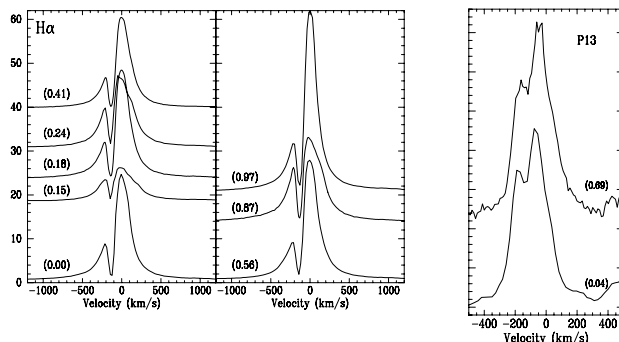 Hα
60
50
40
30
20
10
0
(0.41)
(0.24)
(0.18)
(0.15)
(0.00)
−1000 −500 0 500 1000
Velocity (km/s)
(0.97)
(0.87)
(0.56)
−1000 −500 0 500 1000
Velocity (km/s)
P13
(0.69)
(0.04)
−400 −200 0 200 400
Velocity (km/s)